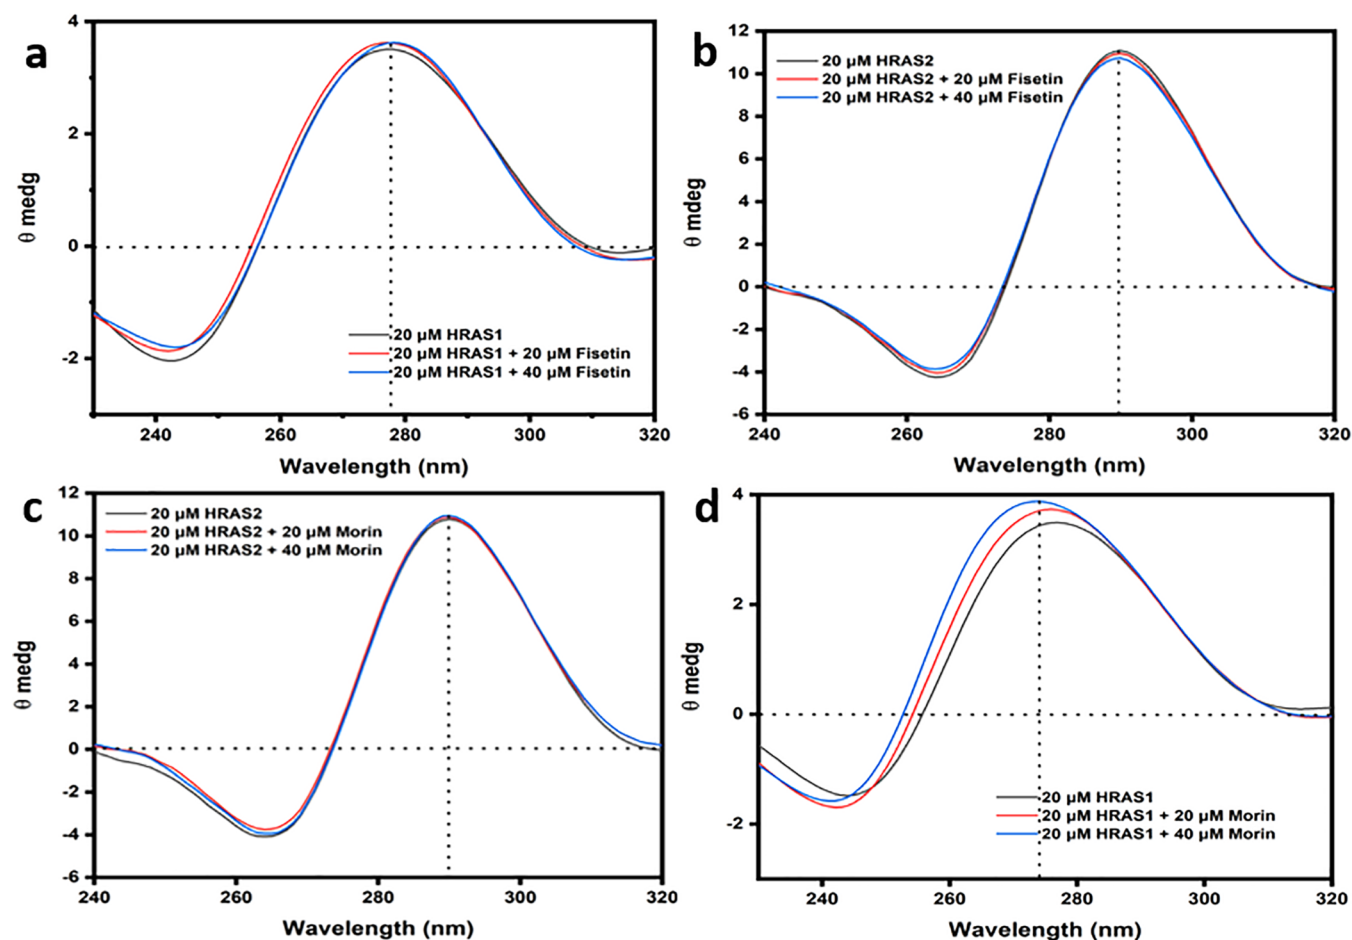 a
4
2
0
-2
θ medg
20 µM HRAS1
20 µM HRAS1 + 20 µM Fisetin
20 µM HRAS1 + 40 µM Fisetin
240 260 280 300 320
Wavelength (nm)
b
12
10
8
6
4
2
0
-2
-4
-6
θ mdeg
20 µM HRAS2
20 µM HRAS2 + 20 µM Fisetin
20 µM HRAS2 + 40 µM Fisetin
240 260 280 300 320
Wavelength (nm)
c
12
10
8
6
4
2
0
-2
-4
-6
θ medg
20 µM HRAS2
20 µM HRAS2 + 20 µM Morin
20 µM HRAS2 + 40 µM Morin
240 260 280 300 320
Wavelength (nm)
d
4
2
0
-2
θ medg
20 µM HRAS1
20 µM HRAS1 + 20 µM Morin
20 µM HRAS1 + 40 µM Morin
240 260 280 300 320
Wavelength (nm)